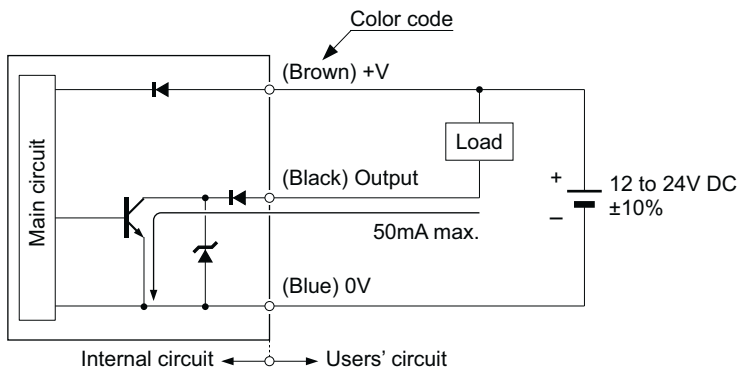 Color code
(Brown) +V
Load
Main circuit
(Black) Output
+
12 to 24V DC
–
±10%
50mA max.
(Blue) 0V
Internal circuit
Users' circuit